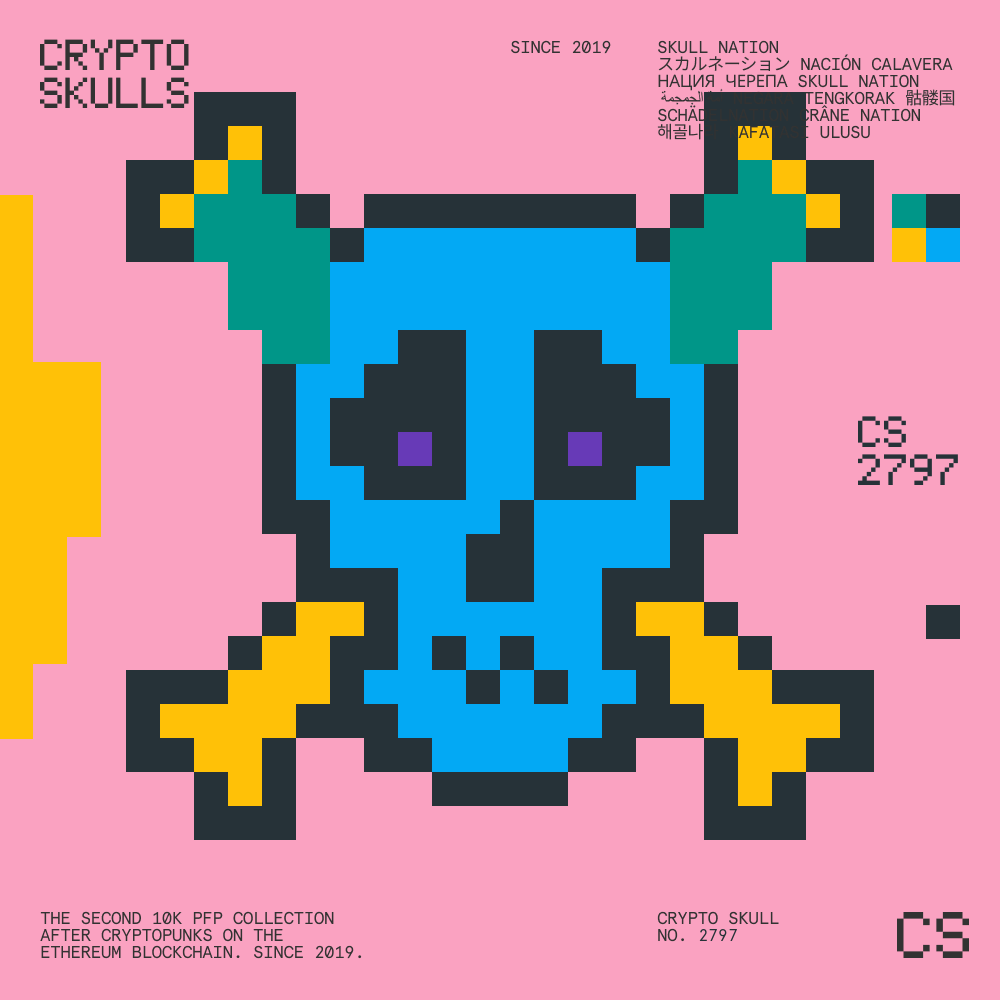 CRYPTO
SKULLS
SINCE 2019
SKULL NATION
スカルネーション NACIÓN CALAVERA
НАЦИЯ ЧЕРЕПА SKULL NATION
الجمجمة TENGKORAK 骷髅国
CRÂNE NATION
ULUSU
CS
2797
THE SECOND 10K PFP COLLECTION
AFTER CRYPTOPUNKS ON THE
ETHEREUM BLOCKCHAIN. SINCE 2019.
CRYPTO SKULL
NO. 2797
CS